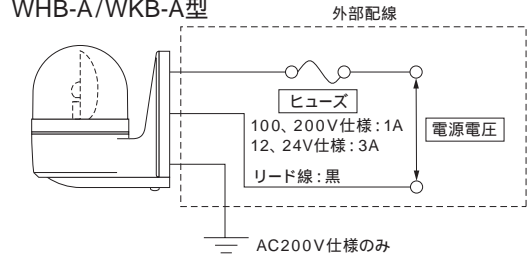 WHB-A/WKB-A型
外部配線
ヒューズ
100、200V仕様:1A
12、24V仕様:3A
電源電圧
リード線:黒
AC200V仕様のみ